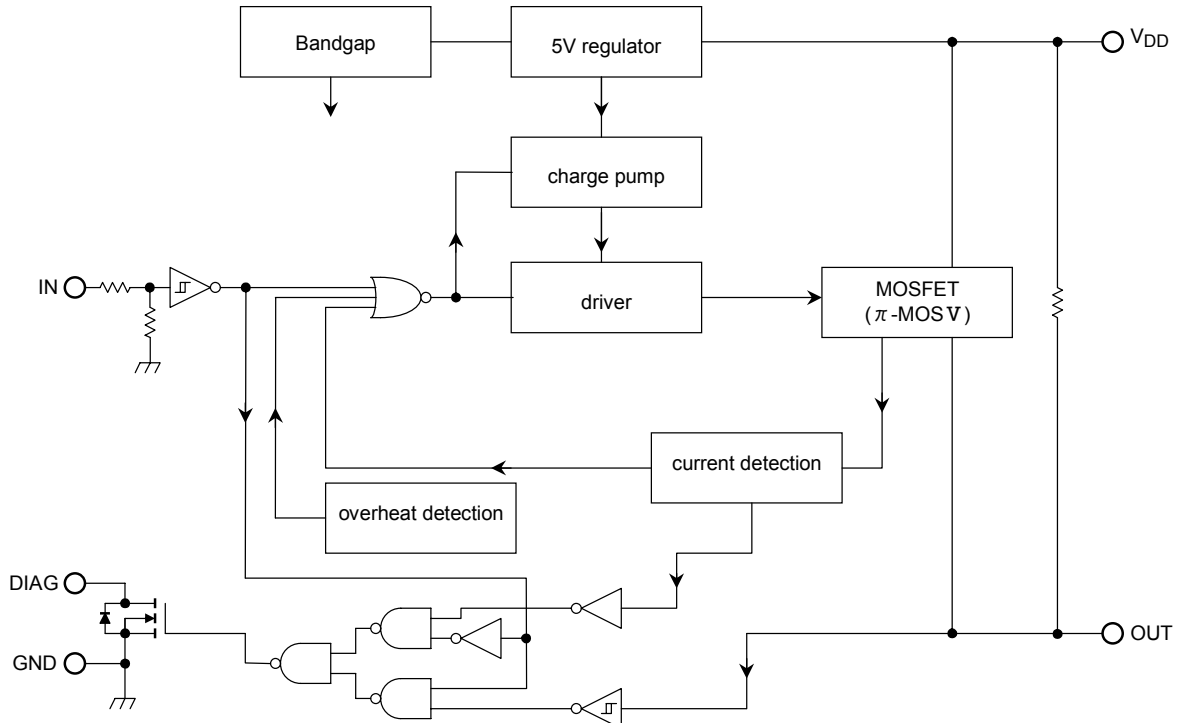 Bandgap
5V regulator
VDD
charge pump
IN
driver
MOSFET
(π-MOSⅤ)
current detection
overheat detection
DIAG
GND
OUT